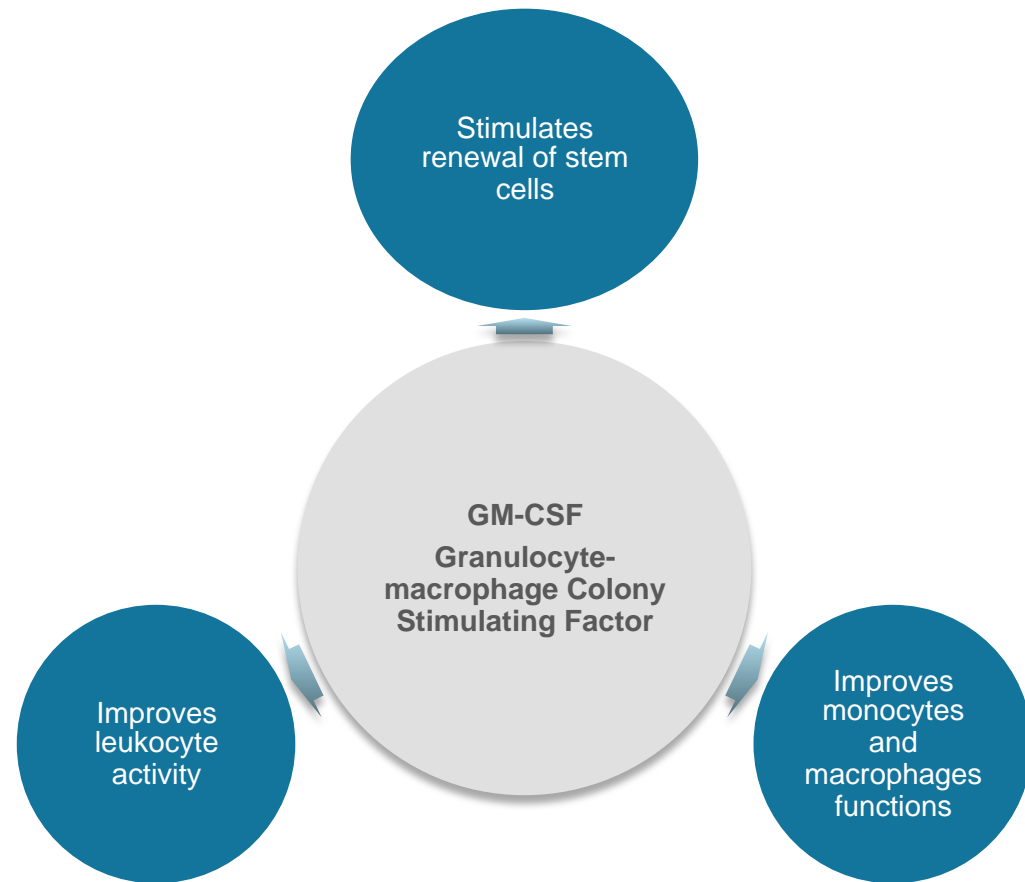 Stimulates
renewal of stem
cells
GM-CSF
Granulocyte-
macrophage Colony
Stimulating Factor
Improves
leukocyte
activity
Improves
monocytes
and
macrophages
functions